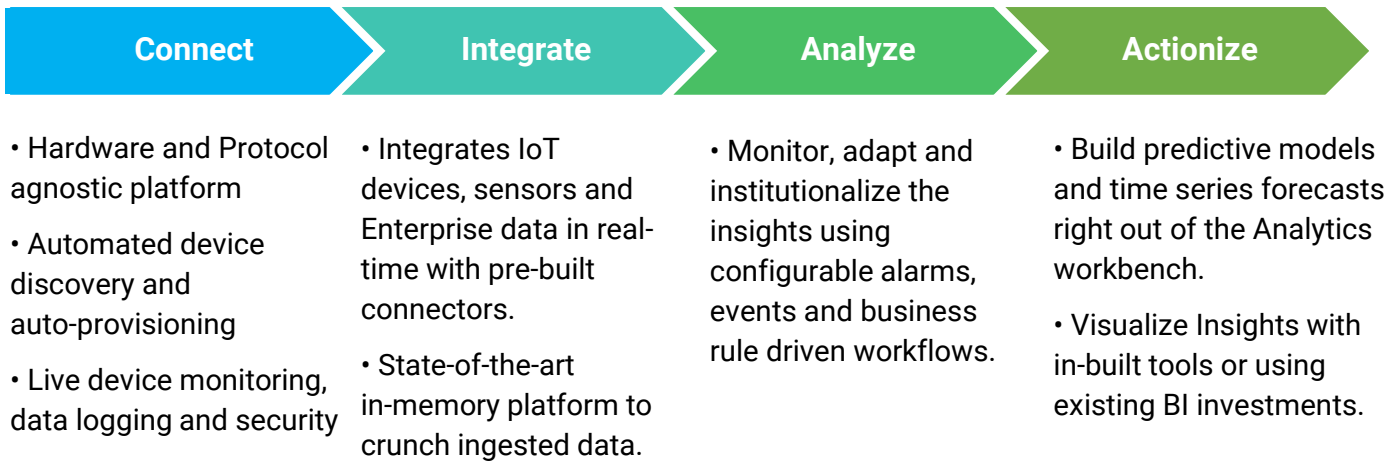 Connect
Integrate
Analyze
Actionize
• Hardware and Protocol
agnostic platform
• Automated device
discovery and
auto-provisioning
• Live device monitoring,
data logging and security
• Integrates IoT
devices, sensors and
Enterprise data in real-
time with pre-built
connectors.
• State-of-the-art
in-memory platform to
crunch ingested data.
• Monitor, adapt and
institutionalize the
insights using
configurable alarms,
events and business
rule driven workflows.
• Build predictive models
and time series forecasts
right out of the Analytics
workbench.
• Visualize Insights with
in-built tools or using
existing BI investments.